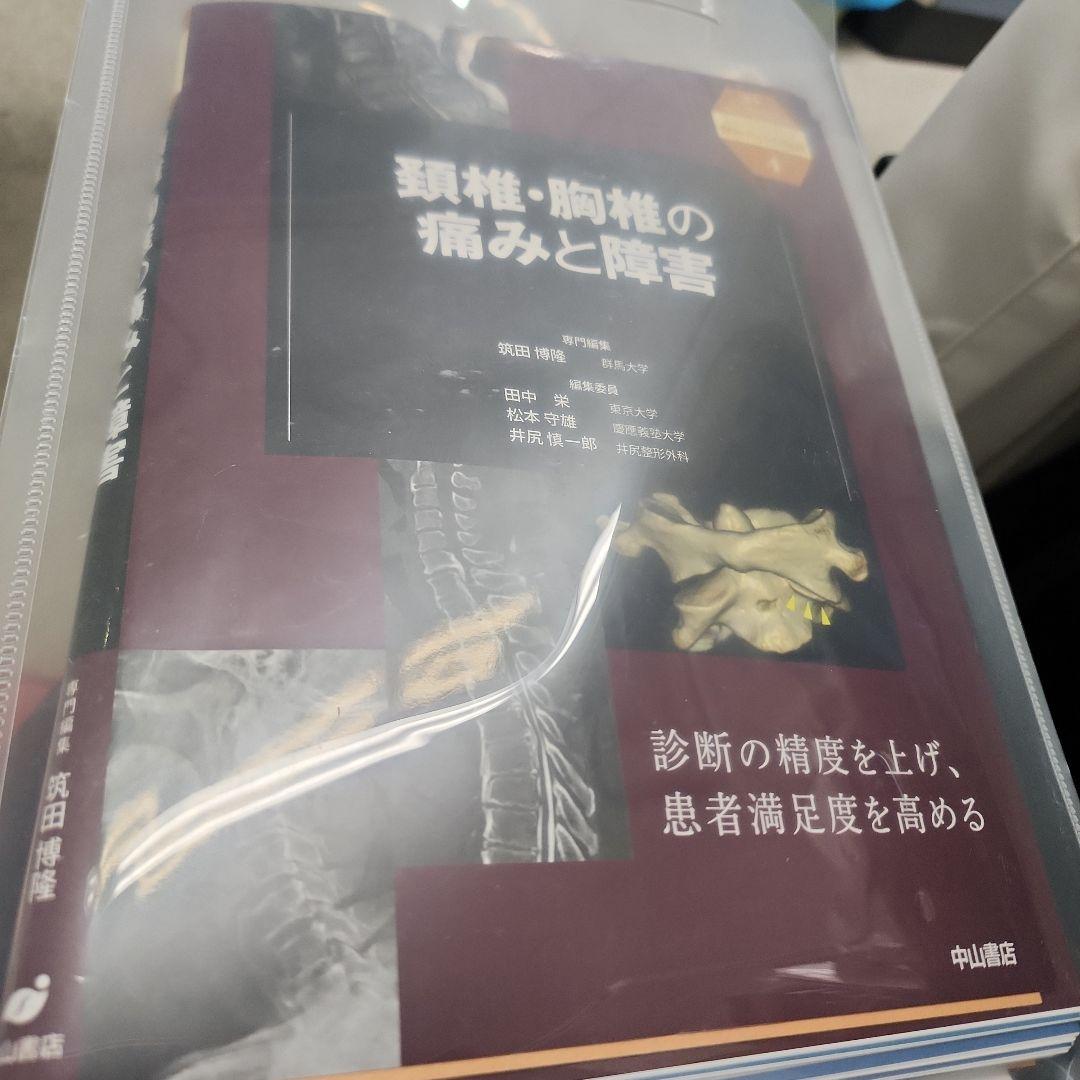 頚椎・胸椎の
痛みと障害
専門編集
筑田 博隆 群馬大学
編集委員
田中 栄 東京大学
松本 守雄 慶應義塾大学
井尻 慎一郎 井尻整形外科
診断の精度を上げ、
患者満足度を高める
中山書店
専門編集 筑田 博隆
山書店